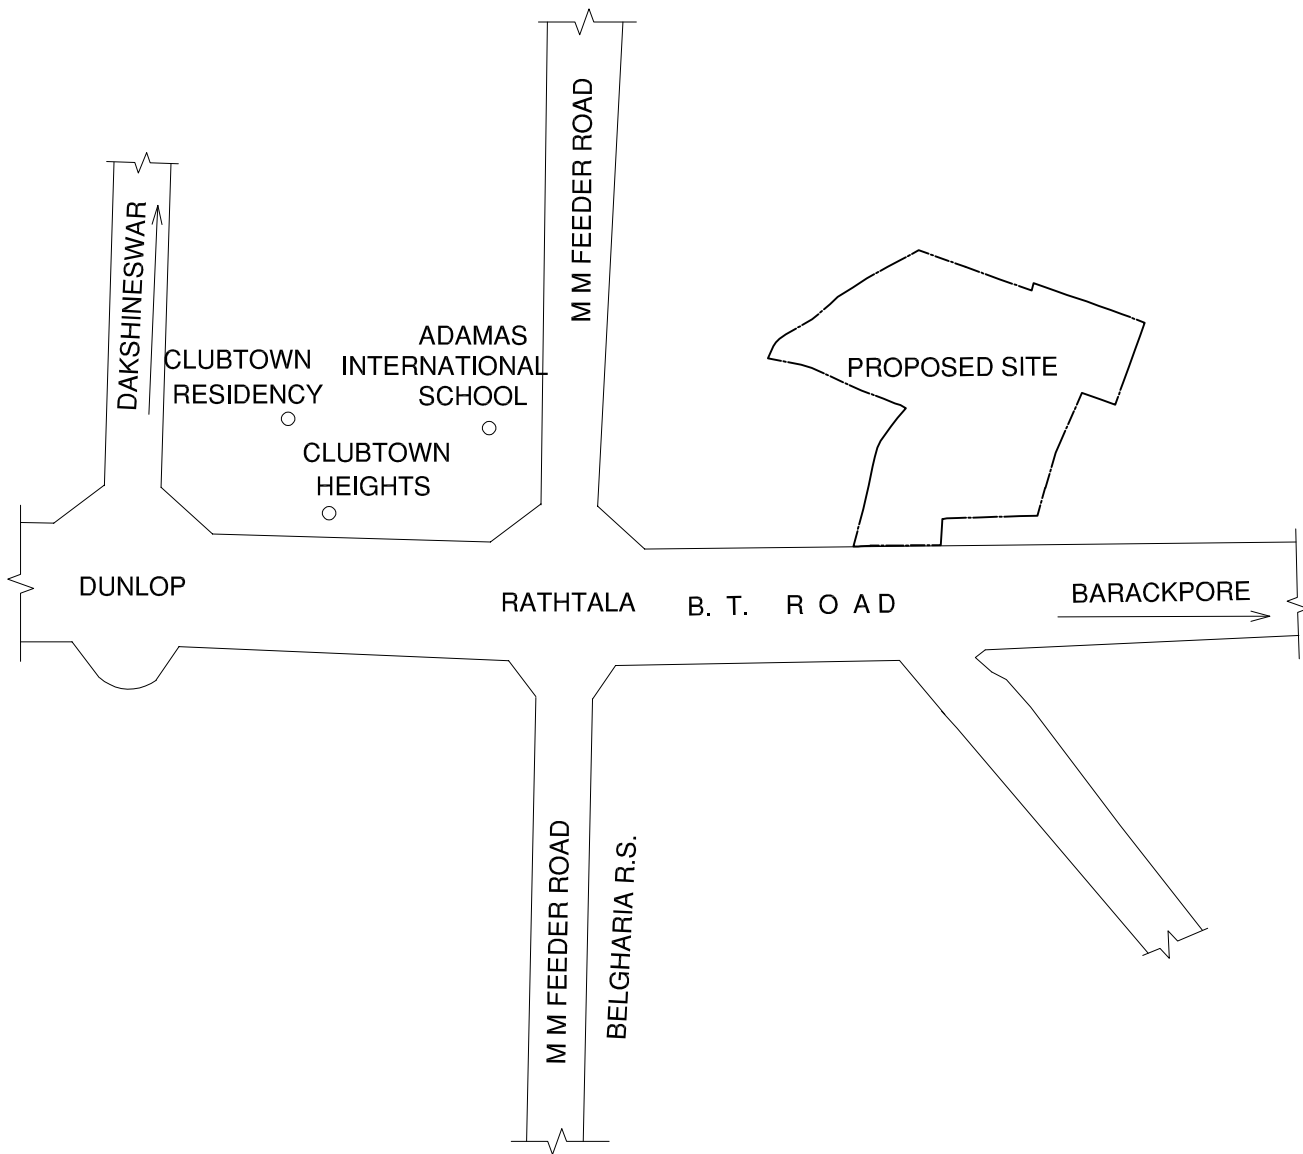 M M FEEDER ROAD
DAKSHINESWAR
CLUBTOWN
RESIDENCY
ADAMAS
INTERNATIONAL
SCHOOL
CLUBTOWN
HEIGHTS
PROPOSED SITE
DUNLOP
RATHTALA
B. T. ROAD
BARACKPORE
M M FEEDER ROAD
BELGHARIA R.S.